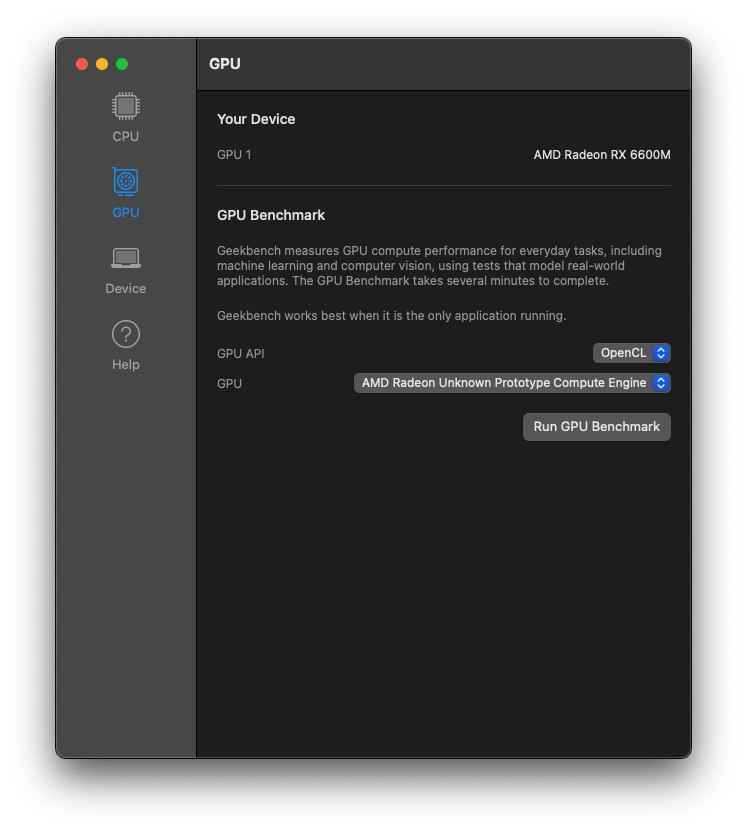 GPU
CPU
GPU
Device
Help
Your Device
GPU 1 AMD Radeon RX 6600M
GPU Benchmark
Geekbench measures GPU compute performance for everyday tasks, including
machine learning and computer vision, using tests that model real-world
applications. The GPU Benchmark takes several minutes to complete.
Geekbench works best when it is the only application running.
GPU API OpenCL
GPU AMD Radeon Unknown Prototype Compute Engine
Run GPU Benchmark